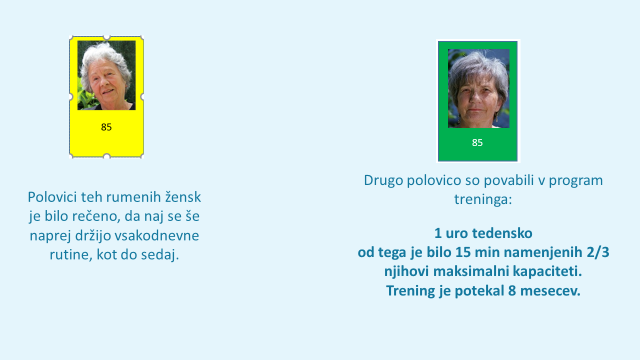 85
Polovici teh rumenih žensk
je bilo rečeno, da naj se še
naprej držijo vsakodnevne
rutine, kot do sedaj.
85
Drugo polovico so povabili v program
treninga:
1 uro tedensko
od tega je bilo 15 min namenjenih 2/3
njihovi maksimalni kapaciteti.
Trening je potekal 8 mesecev.